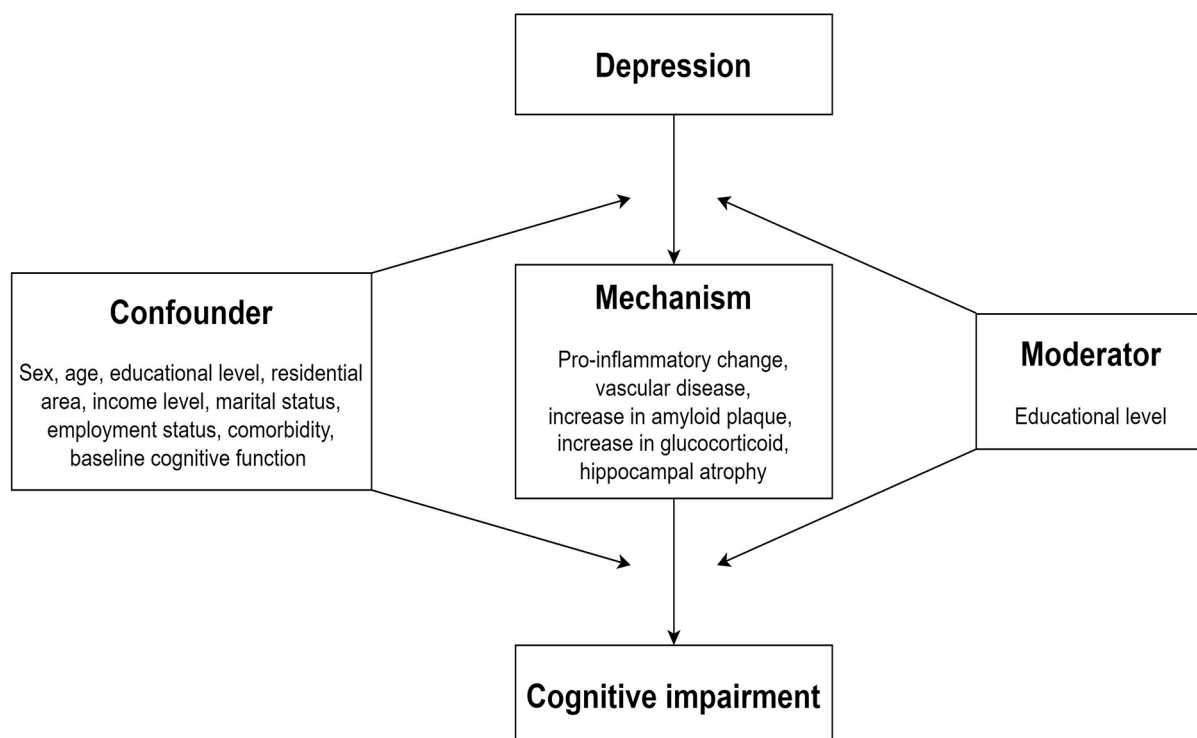 Depression
Confounder
Sex, age, educational level, residential
area, income level, marital status,
employment status, comorbidity,
baseline cognitive function
Mechanism
Pro-inflammatory change,
vascular disease,
increase in amyloid plaque,
increase in glucocorticoid,
hippocampal atrophy
Moderator
Educational level
Cognitive impairment